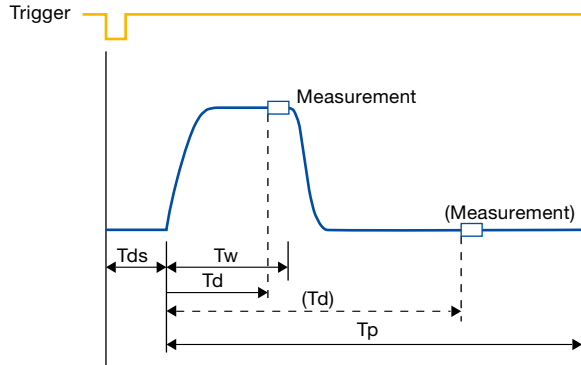 Trigger
Measurement
(Measurement)
Tds
Tw
Td
(Td)
Tp